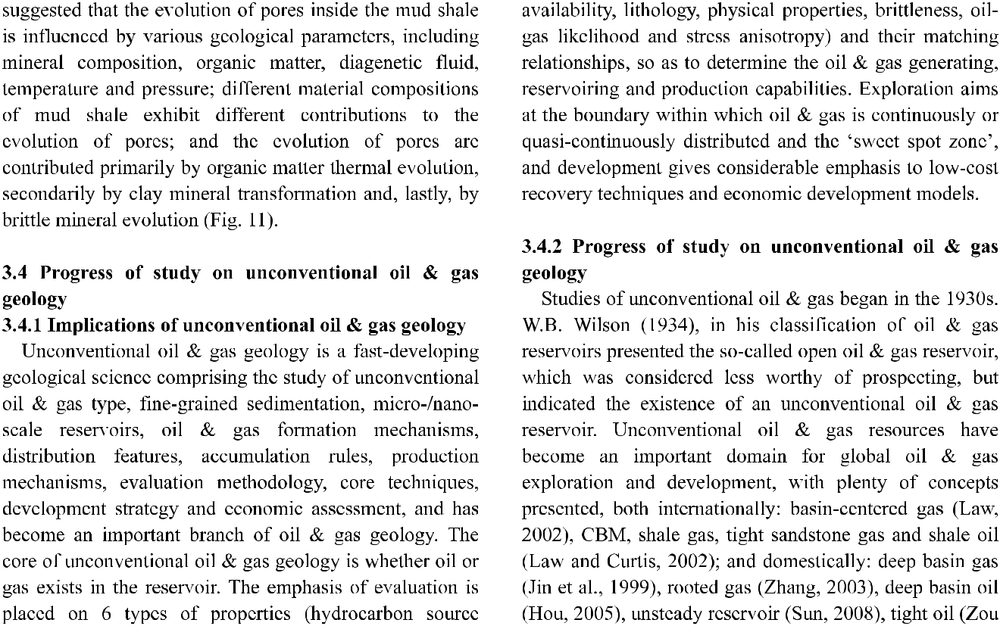 suggested that the evolution of pores inside the mud shale
is influenced by various geological parameters, including
mineral composition, organic matter, diagenetic fluid,
temperature and pressure; different material compositions
of mud shale exhibit different contributions to the
evolution of pores; and the evolution of pores are
contributed primarily by organic matter thermal evolution,
secondarily by clay mineral transformation and, lastly, by
brittle mineral evolution (Fig. 11).
3.4 Progress of study on unconventional oil & gas
geology
3.4.1 Implications of unconventional oil & gas geology
Unconventional oil & gas geology is a fast-developing
geological science comprising the study of unconventional
oil & gas type, fine-grained sedimentation, micro-/nano-
scale reservoirs, oil & gas formation mechanisms,
distribution features, accumulation rules, production
mechanisms, evaluation methodology, core techniques,
development strategy and economic assessment, and has
become an important branch of oil & gas geology. The
core of unconventional oil & gas geology is whether oil or
gas exists in the reservoir. The emphasis of evaluation is
placed on 6 types of properties (hydrocarbon source
availability, lithology, physical properties, brittleness, oil-
gas likelihood and stress anisotropy) and their matching
relationships, so as to determine the oil & gas generating,
reservoiring and production capabilities. Exploration aims
at the boundary within which oil & gas is continuously or
quasi-continuously distributed and the ‘sweet spot zone’,
and development gives considerable emphasis to low-cost
recovery techniques and economic development models.
3.4.2 Progress of study on unconventional oil & gas
geology
Studies of unconventional oil & gas began in the 1930s.
W.B. Wilson (1934), in his classification of oil & gas
reservoirs presented the so-called open oil & gas reservoir,
which was considered less worthy of prospecting, but
indicated the existence of an unconventional oil & gas
reservoir. Unconventional oil & gas resources have
become an important domain for global oil & gas
exploration and development, with plenty of concepts
presented, both internationally: basin-centered gas (Law,
2002), CBM, shale gas, tight sandstone gas and shale oil
(Law and Curtis, 2002); and domestically: deep basin gas
(Jin et al., 1999), rooted gas (Zhang, 2003), deep basin oil
(Hou, 2005), unsteady reservoir (Sun, 2008), tight oil (Zou